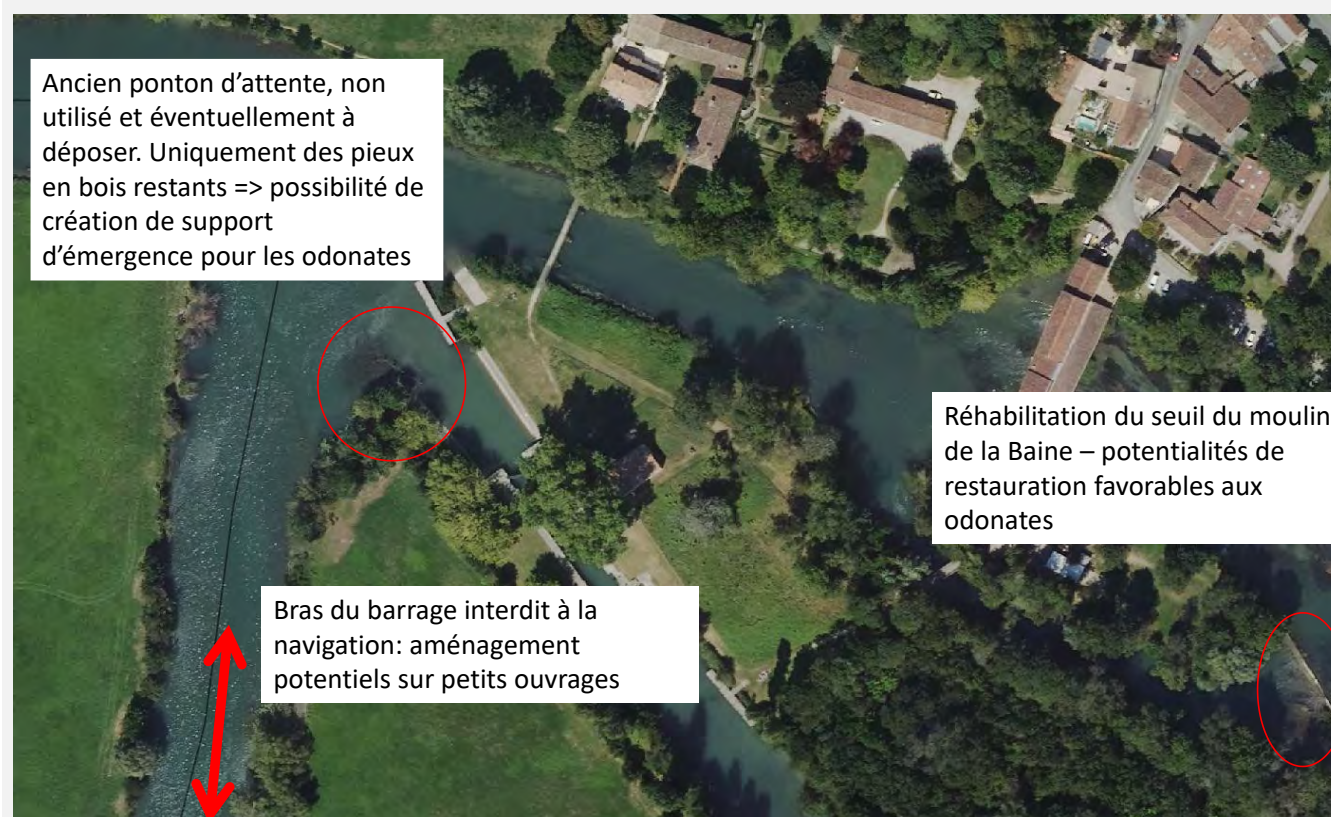 Ancien ponton d'attente, non
utilisé et éventuellement à
déposer. Uniquement des pieux
en bois restants => possibilité de
création de support
d'émergence pour les odonates
Réhabilitation du seuil du moulin
de la Baine – potentialités de
restauration favorables aux
odonates
Bras du barrage interdit à la
navigation: aménagement
potentiels sur petits ouvrages